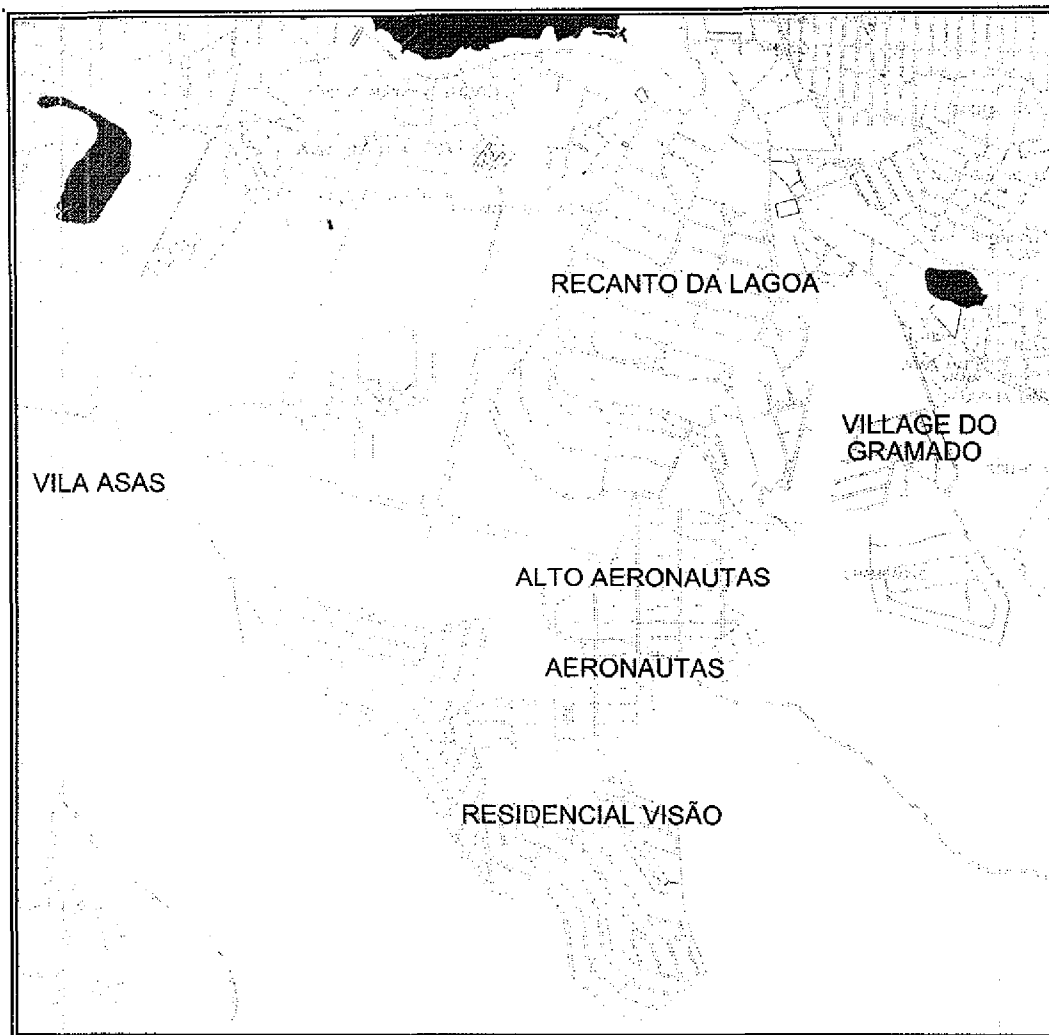 RECANTO DA LAGOA
VILLAGE DO
GRAMADO
VILA ASAS
ALTO AERONAUTAS
AERONAUTAS
RESIDENCIAL VISÃO